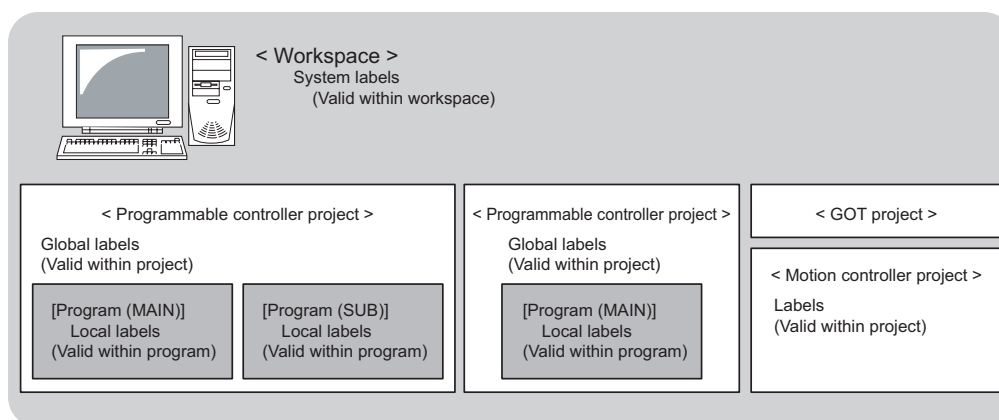 < Workspace >
System labels
(Valid within workspace)
< Programmable controller project >
Global labels
(Valid within project)
[Program (MAIN)]
Local labels
(Valid within program)
[Program (SUB)]
Local labels
(Valid within program)
< Programmable controller project >
Global labels
(Valid within project)
[Program (MAIN)]
Local labels
(Valid within program)
< GOT project >
< Motion controller project >
Labels
(Valid within project)